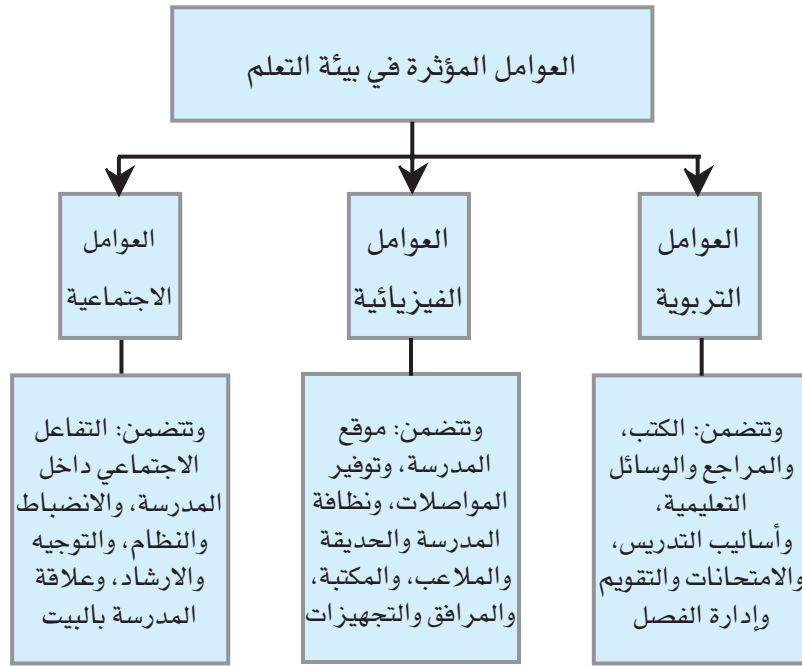 العوامل المؤثرة في بيئة التعلم
العوامل
التربوية
العوامل
الفيزيائية
العوامل
الاجتماعية
وتتضمن: الكتب،
والمراجع والوسائل
التعليمية،
وأساليب التدريس،
والامتحانات والتقويم
وإدارة الفصل
وتتضمن: موقع
المدرسة، وتوفير
المواصلات، ونظافة
المدرسة والحديقة
والملاعب، والمكتبة،
والمرافق والتجهيزات
وتتضمن: التفاعل
الاجتماعي داخل
المدرسة، والانضباط
والنظام، والتوجيه
والارشاد، وعلاقة
المدرسة بالبيت